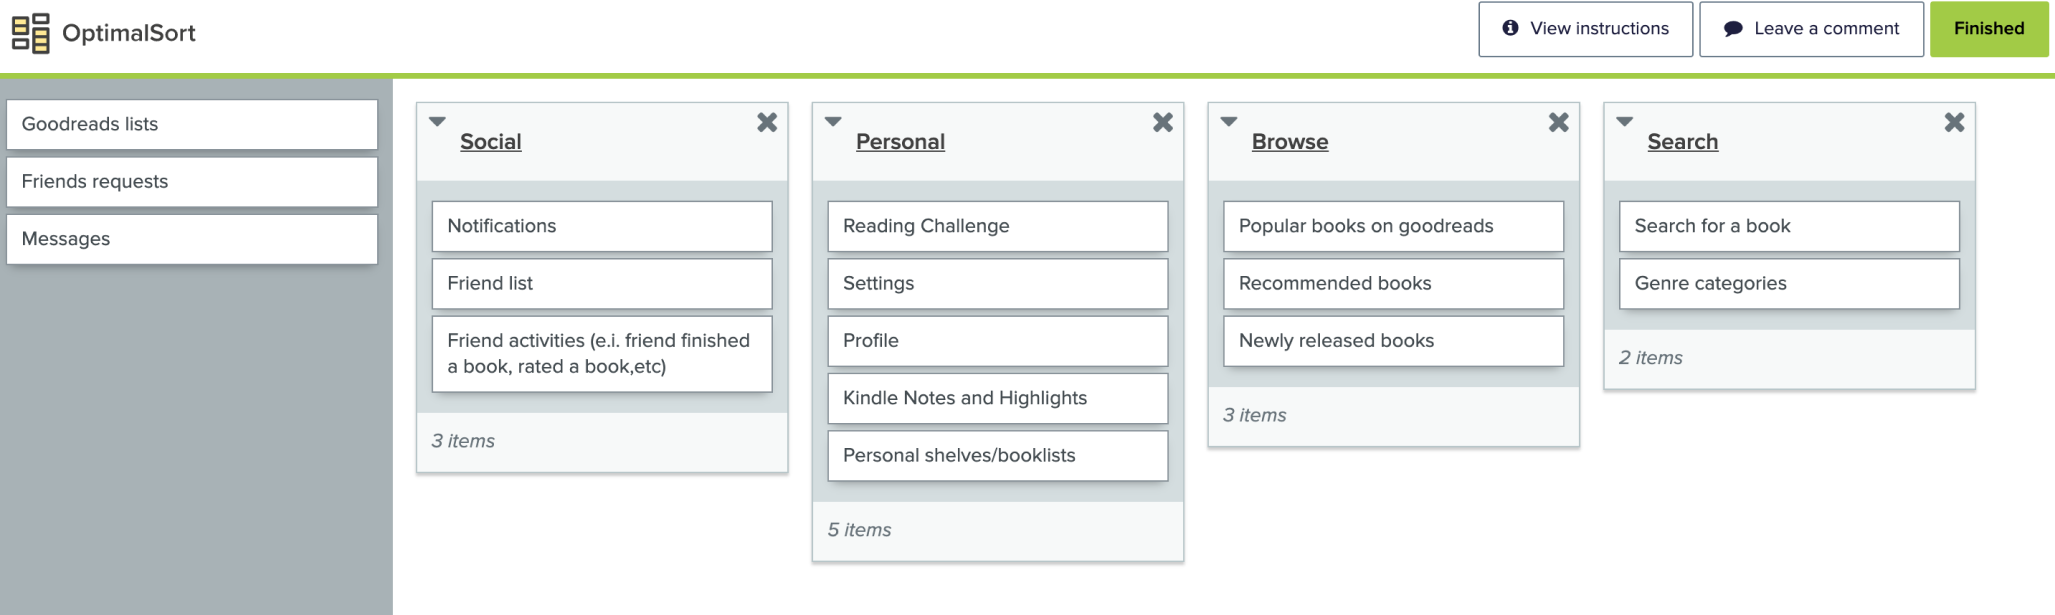 OptimalSort
View instructions
Leave a comment
Finished
Goodreads lists
Friends requests
Messages
Social
Notifications
Friend list
Friend activities (e.i. friend finished
a book, rated a book,etc)
3 items
Personal
Reading Challenge
Settings
Profile
Kindle Notes and Highlights
Personal shelves/booklists
5 items
Browse
Popular books on goodreads
Recommended books
Newly released books
3 items
Search
Search for a book
Genre categories
2 items